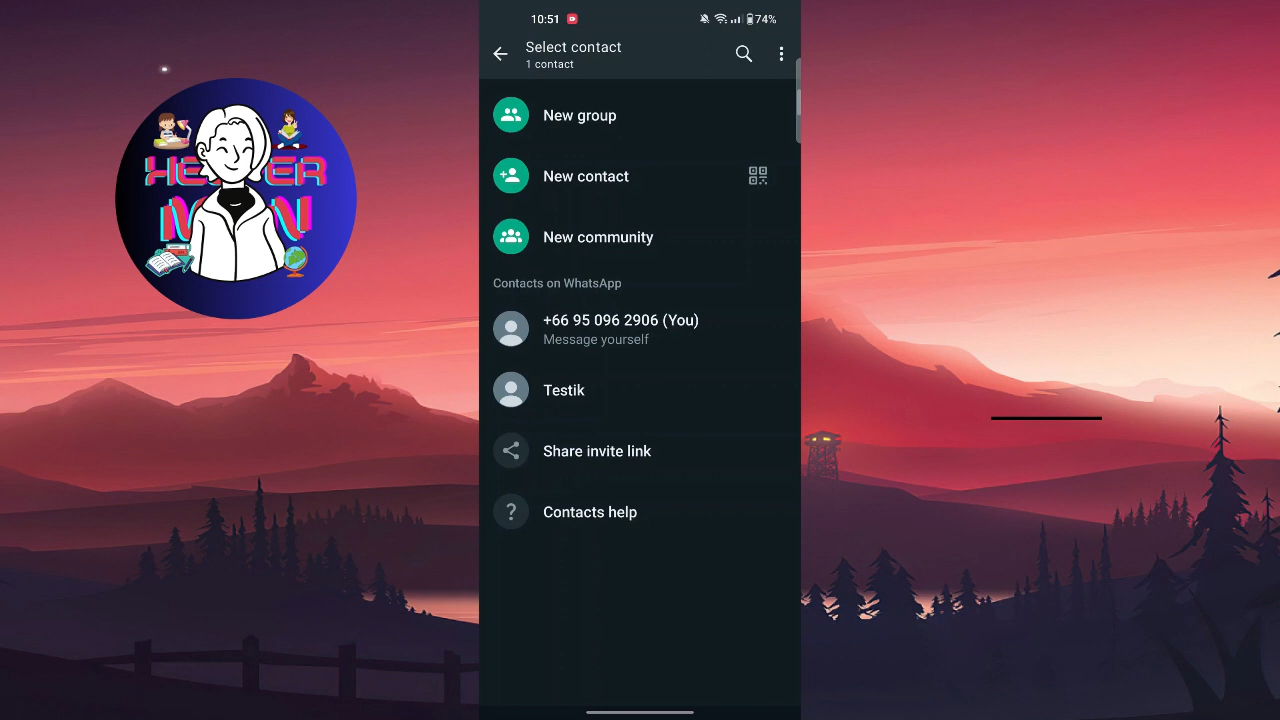 10:51
74%
Select contact
1 contact
New group
New contact
New community
Contacts on WhatsApp
+66 95 096 2906 (You)
Message yourself
Testik
Share invite link
? Contacts help